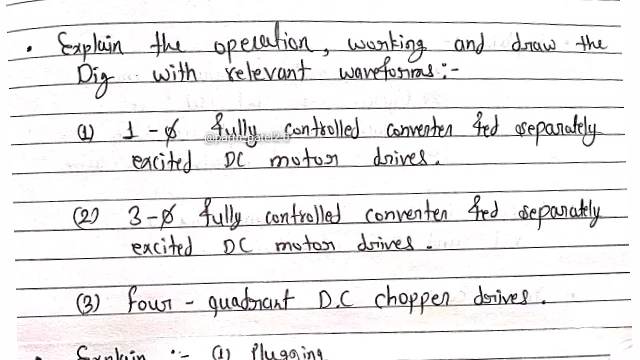 • Explain the operation, working and draw the
Dig with relevant waveforms:-
(1) 1-ϕ fully controlled converter fed separately
excited DC motor drives.
(2) 3-ϕ fully controlled converter fed separately
excited DC motor drives.
(3) four - quadrant D.C chopper drives.
• Explain :- (1) Plugging